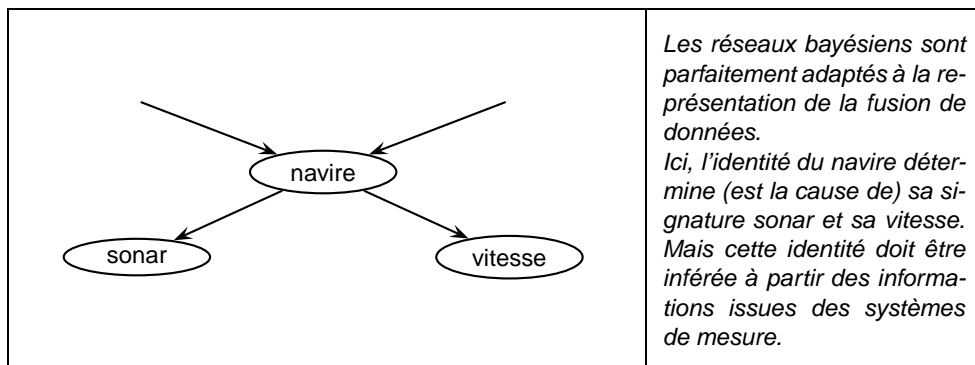 navire
sonar
vitesse
Les réseaux bayésiens sont
parfaitement adaptés à la re-
présentation de la fusion de
données.
Ici, l'identité du navire déter-
mine (est la cause de) sa si-
gnature sonar et sa vitesse.
Mais cette identité doit être
inférée à partir des informa-
tions issues des systèmes
de mesure.